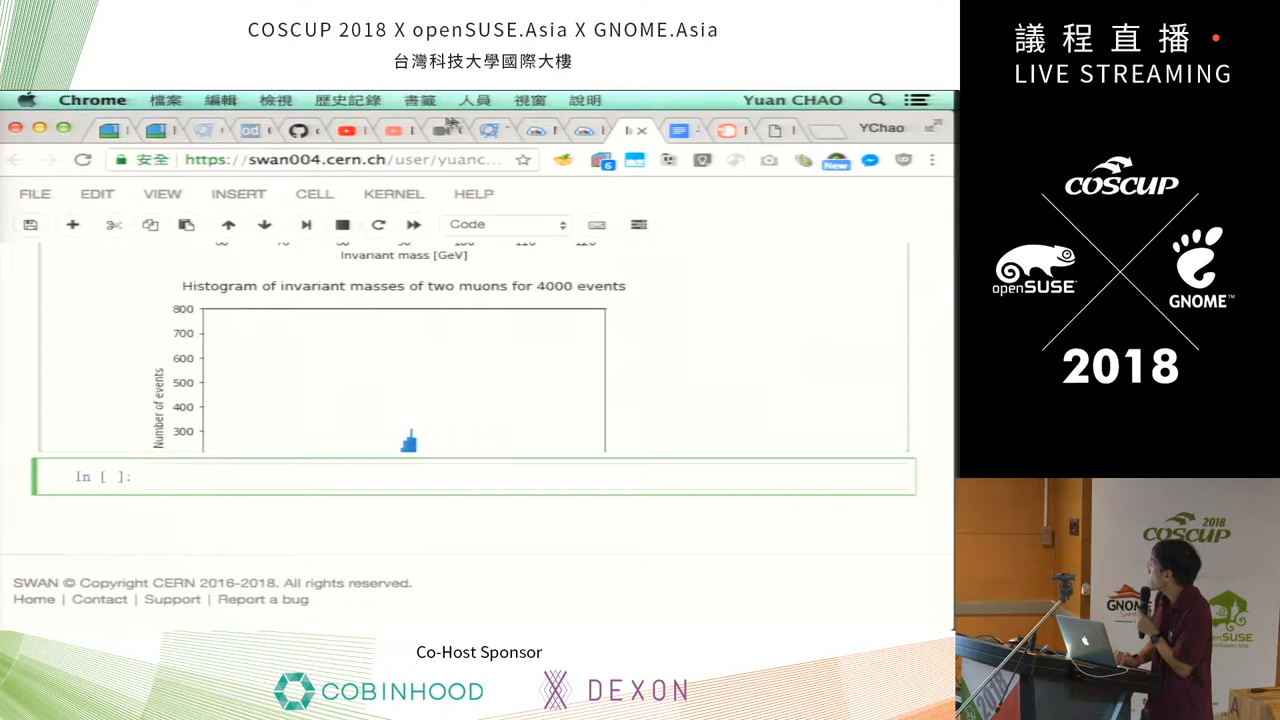 COSCUP 2018 X openSUSE.Asia X GNOME.Asia
台灣科技大學國際大樓
議程直播
LIVE STREAMING
Chrome 檔案 編輯 檢視 歷史記錄 書籤 人員 視窗 說明 Yuan CHAO
YChao
安全 https://swan004.cern.ch/user/yuanc...
6
New
FILE EDIT VIEW INSERT CELL KERNEL HELP
Code
Invariant mass [GeV]
Histogram of invariant masses of two muons for 4000 events
800
700
600
500
400
300
Number of events
In [ ]:
SWAN © Copyright CERN 2016-2018. All rights reserved.
Home | Contact | Support | Report a bug
Co-Host Sponsor
COBINHOOD
DEXON
COSCUP
openSUSE
GNOME™
2018
2018
COSCUP
GNOME